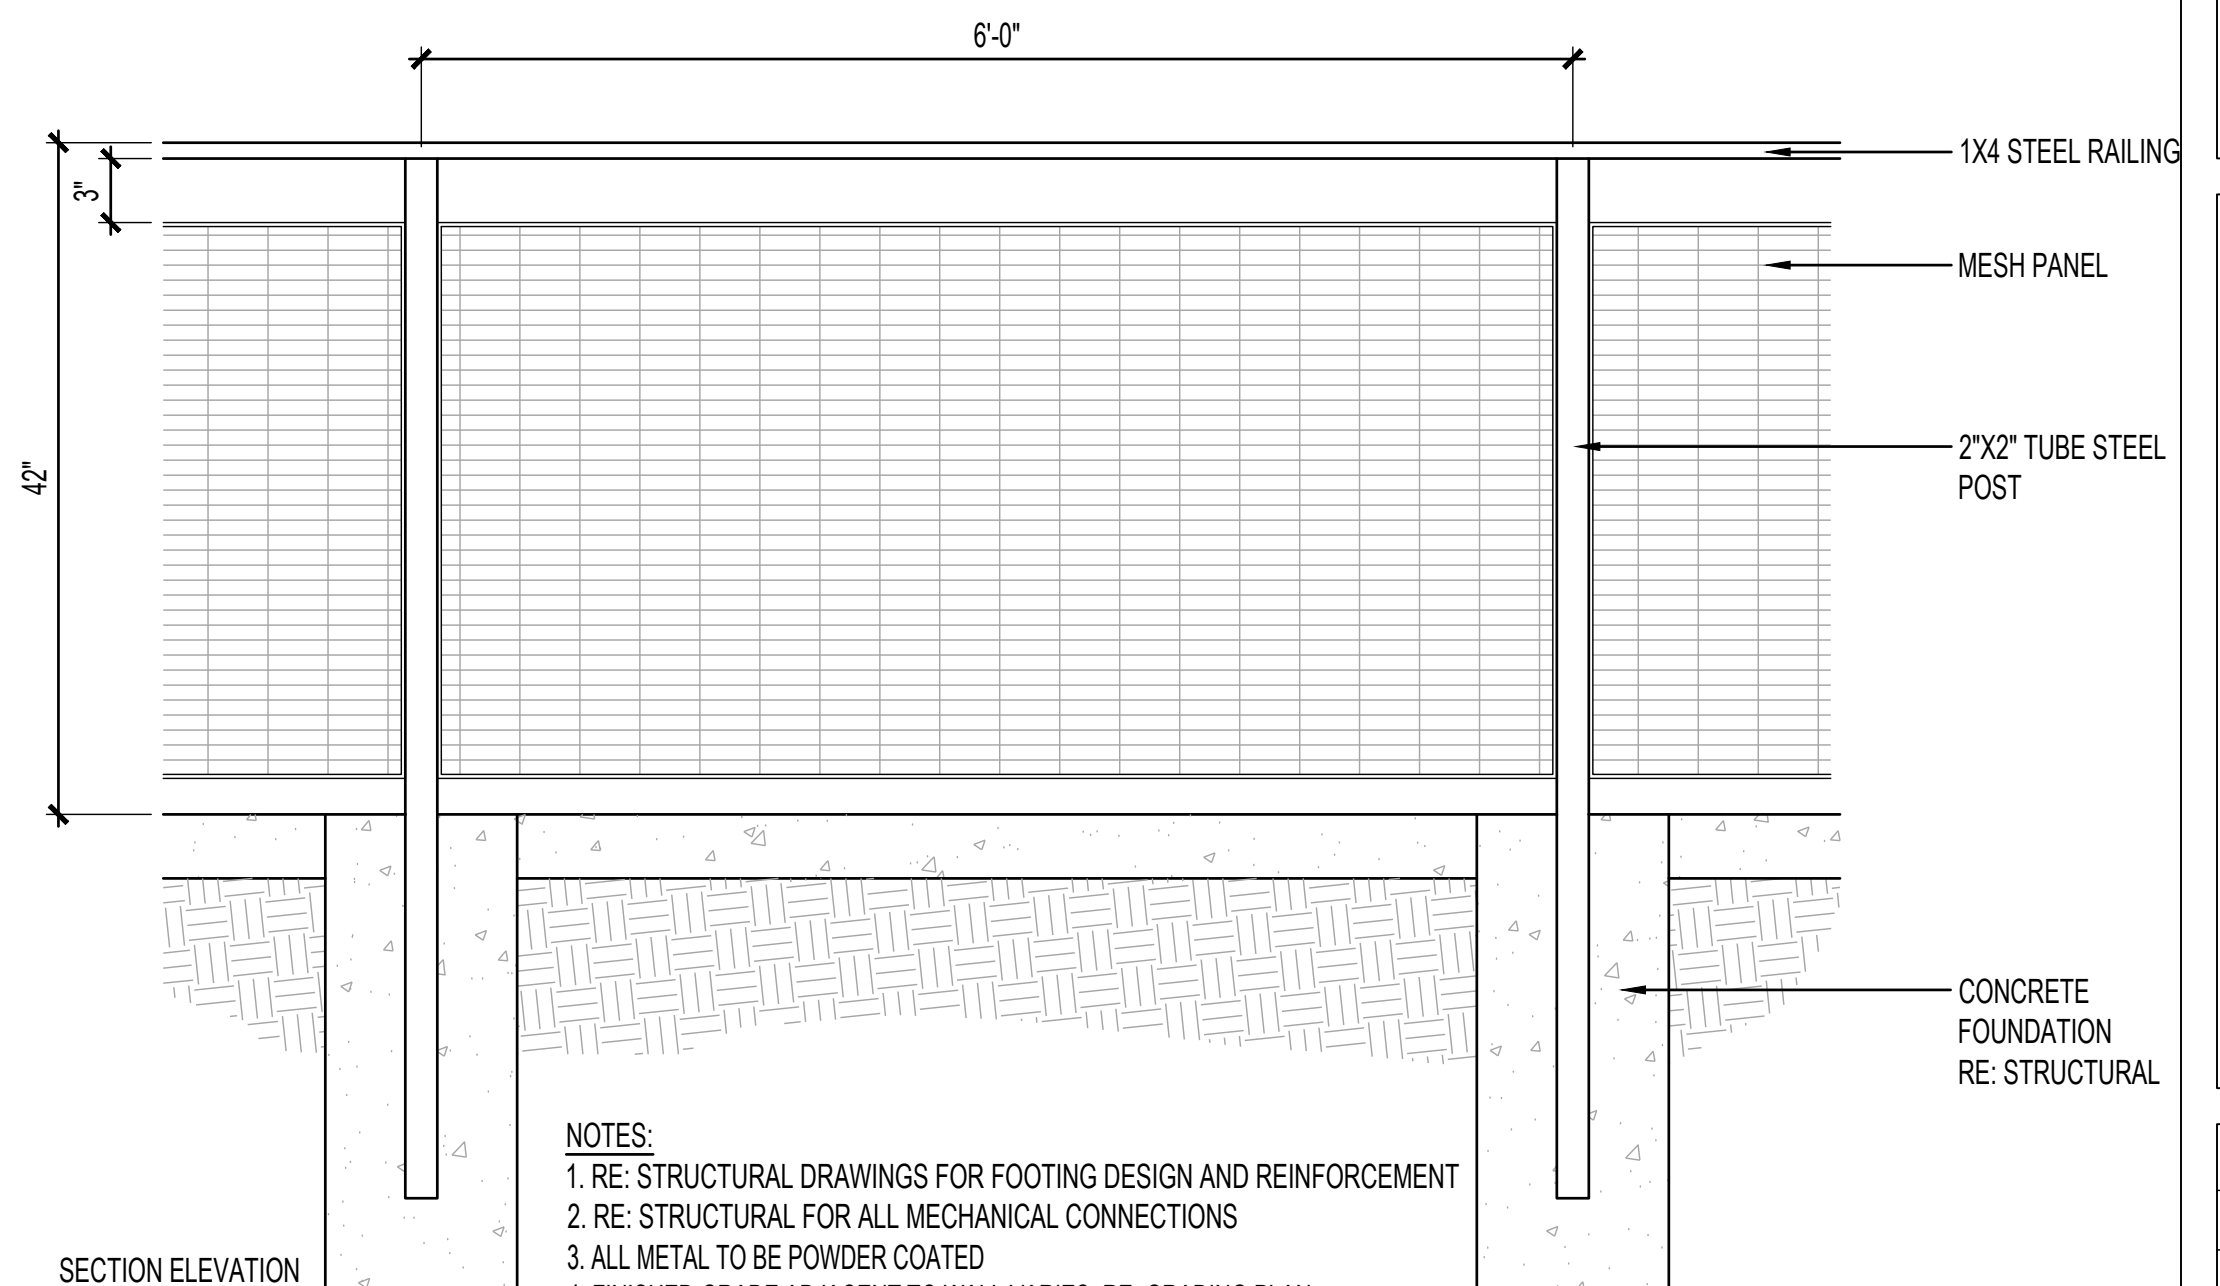 6'-0"
1X4 STEEL RAILING
3"
MESH PANEL
2"X2" TUBE STEEL
POST
42"
CONCRETE
FOUNDATION
RE: STRUCTURAL
NOTES:
1. RE: STRUCTURAL DRAWINGS FOR FOOTING DESIGN AND REINFORCEMENT
2. RE: STRUCTURAL FOR ALL MECHANICAL CONNECTIONS
3. ALL METAL TO BE POWDER COATED
SECTION ELEVATION